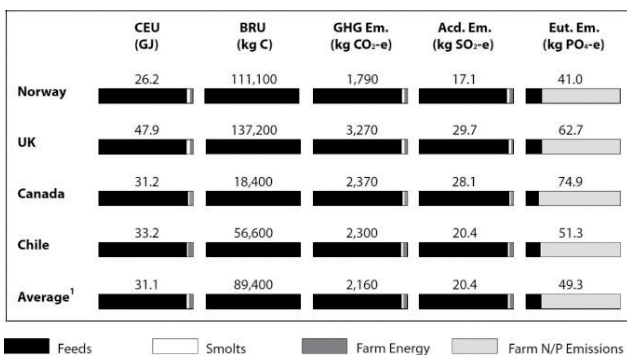 CEU BRU GHG Em. Acd. Em. Eut. Em.
(GJ) (kg C) (kg CO₂-e) (kg SO₂-e) (kg PO₄-e)
26.2 111,100 1,790 17.1 41.0
Norway
47.9 137,200 3,270 29.7 62.7
UK
31.2 18,400 2,370 28.1 74.9
Canada
33.2 56,600 2,300 20.4 51.3
Chile
31.1 89,400 2,160 20.4 49.3
Average¹
Feeds Smolts Farm Energy Farm N/P Emissions